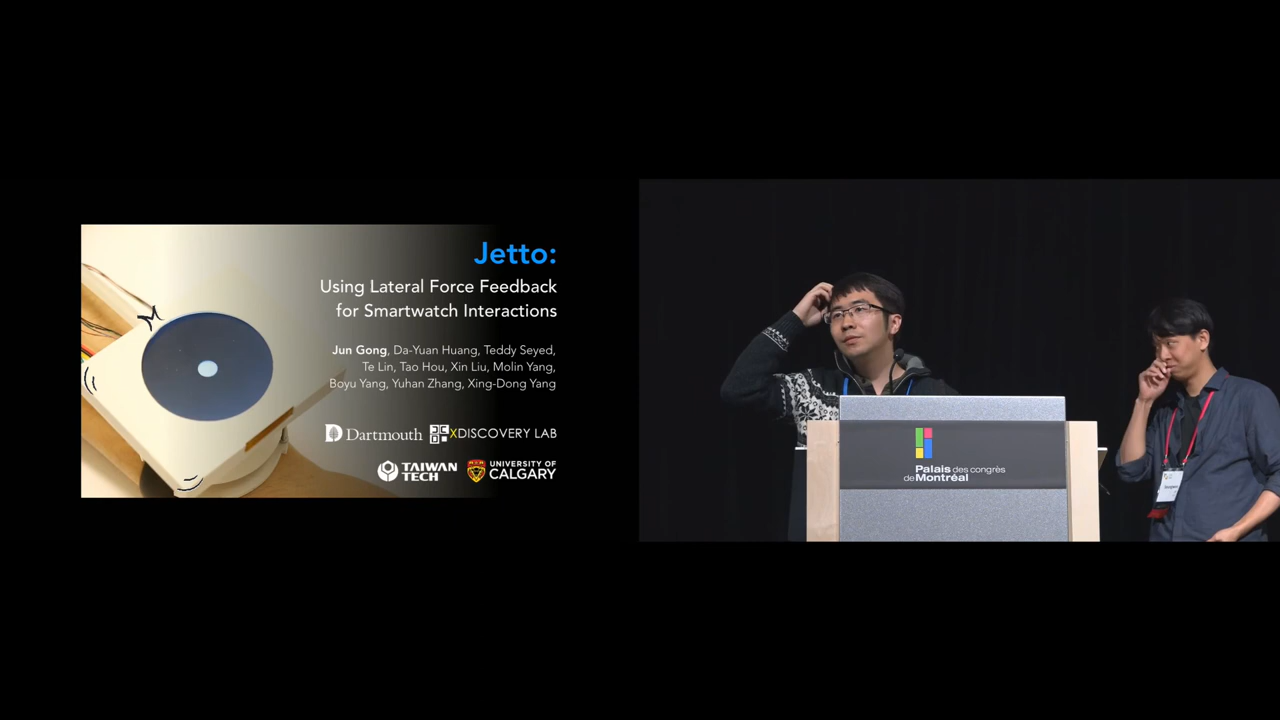 Jetto:
Using Lateral Force Feedback
for Smartwatch Interactions
Jun Gong, Da-Yuan Huang, Teddy Seyed,
Te Lin, Tao Hou, Xin Liu, Molin Yang,
Boyu Yang, Yuhan Zhang, Xing-Dong Yang
Dartmouth XDISCOVERY LAB
TAIWAN TECH
UNIVERSITY OF CALGARY
Palais des congrès
de Montréal